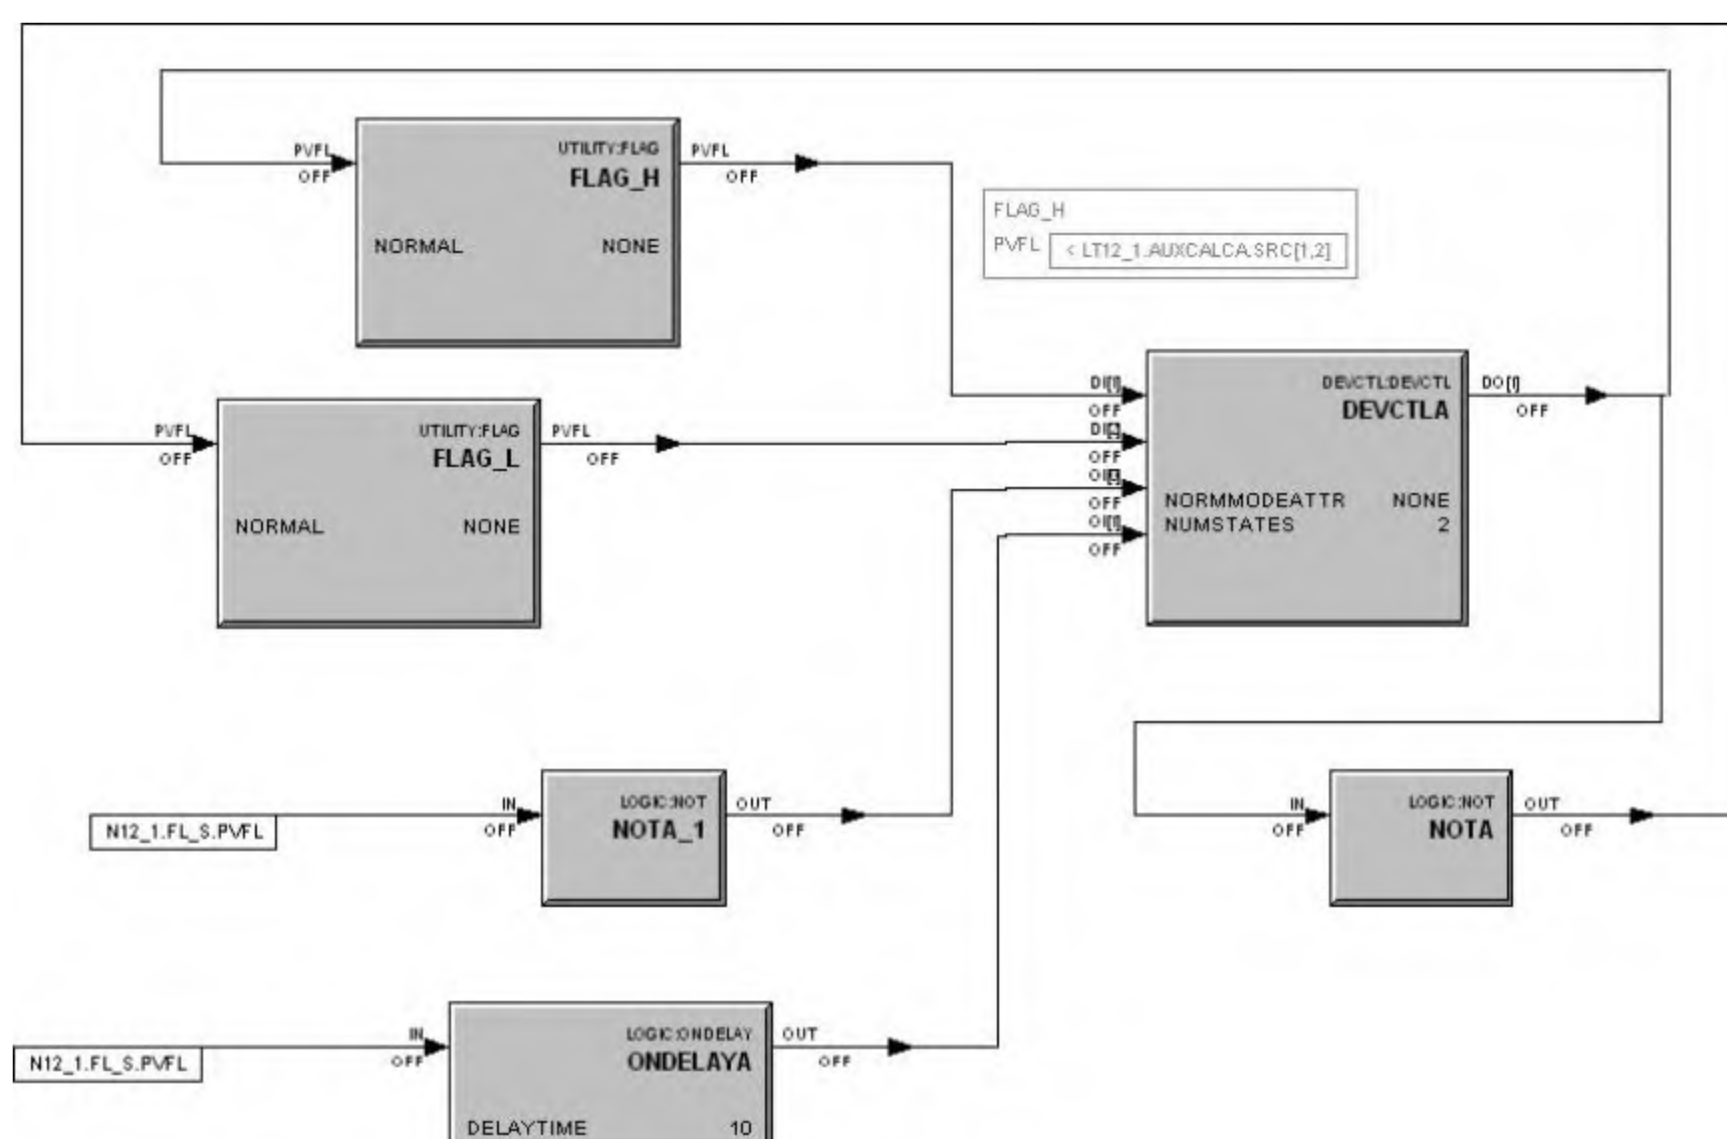 UTILITY:FLAG
PVFL
FLAG_H
PVFL
OFF
OFF
NORMAL NONE
FLAG_H
PVFL < LT12_1.AUXCALCA.SRC[1,2]
DEVCTL:DEVCTL
DI[1]
DEVCTLA
DO[1]
OFF
OFF
UTILITY:FLAG
PVFL
FLAG_L
PVFL
OFF
OFF
OFF
OFF
NORMMODEATTR NONE
NUMSTATES 2
OI[1]
OFF
NORMAL NONE
LOGIC:NOT
IN
NOTA_1
OUT
OFF
OFF
N12_1.FL_S.PVFL
LOGIC:NOT
IN
NOTA
OUT
OFF
OFF
LOGIC:ONDELAY
IN
ONDELAYA
OUT
OFF
OFF
N12_1.FL_S.PVFL
DELAYTIME 10